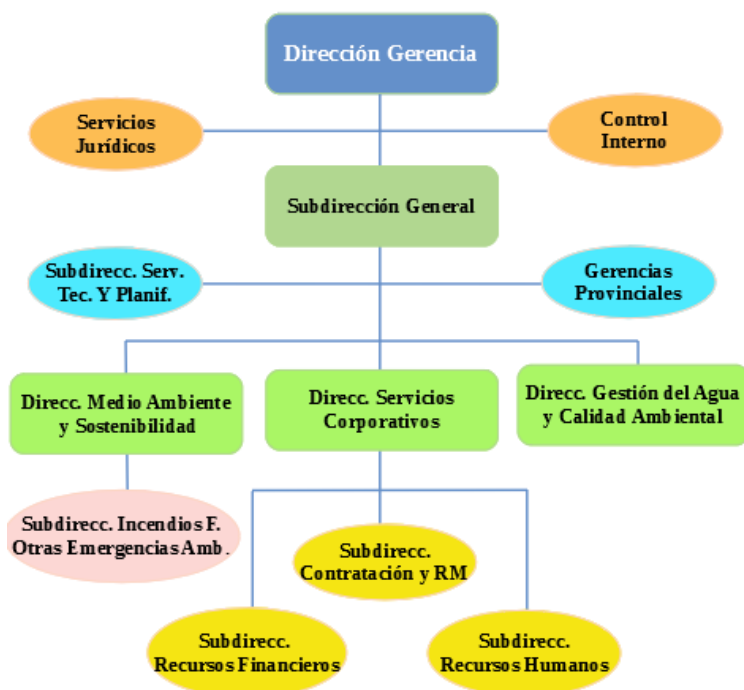 Dirección Gerencia
Servicios
Jurídicos
Control
Interno
Subdirección General
Subdirecc. Serv.
Tec. Y Planif.
Gerencias
Provinciales
Direcc. Medio Ambiente
y Sostenibilidad
Direcc. Servicios
Corporativos
Direcc. Gestión del Agua
y Calidad Ambiental
Subdirecc. Incendios F.
Otras Emergencias Amb.
Subdirecc.
Contratación y RM
Subdirecc.
Recursos Financieros
Subdirecc.
Recursos Humanos